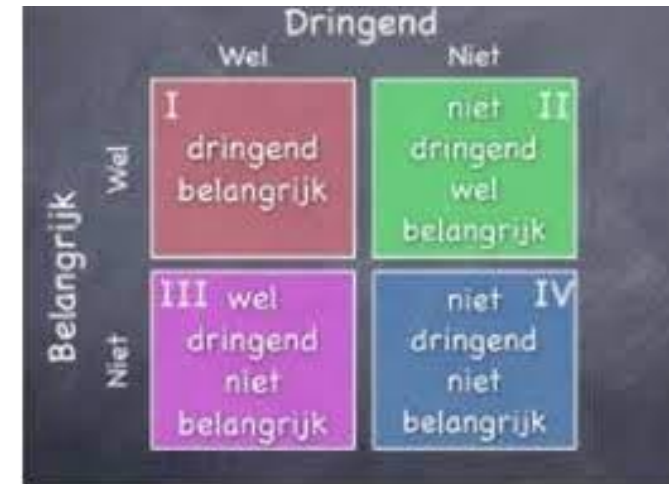 Dringend
Wel
Niet
Belangrijk
Wel
I
dringend
belangrijk
niet II
dringend
wel
belangrijk
Niet
III wel
dringend
niet
belangrijk
niet IV
dringend
niet
belangrijk